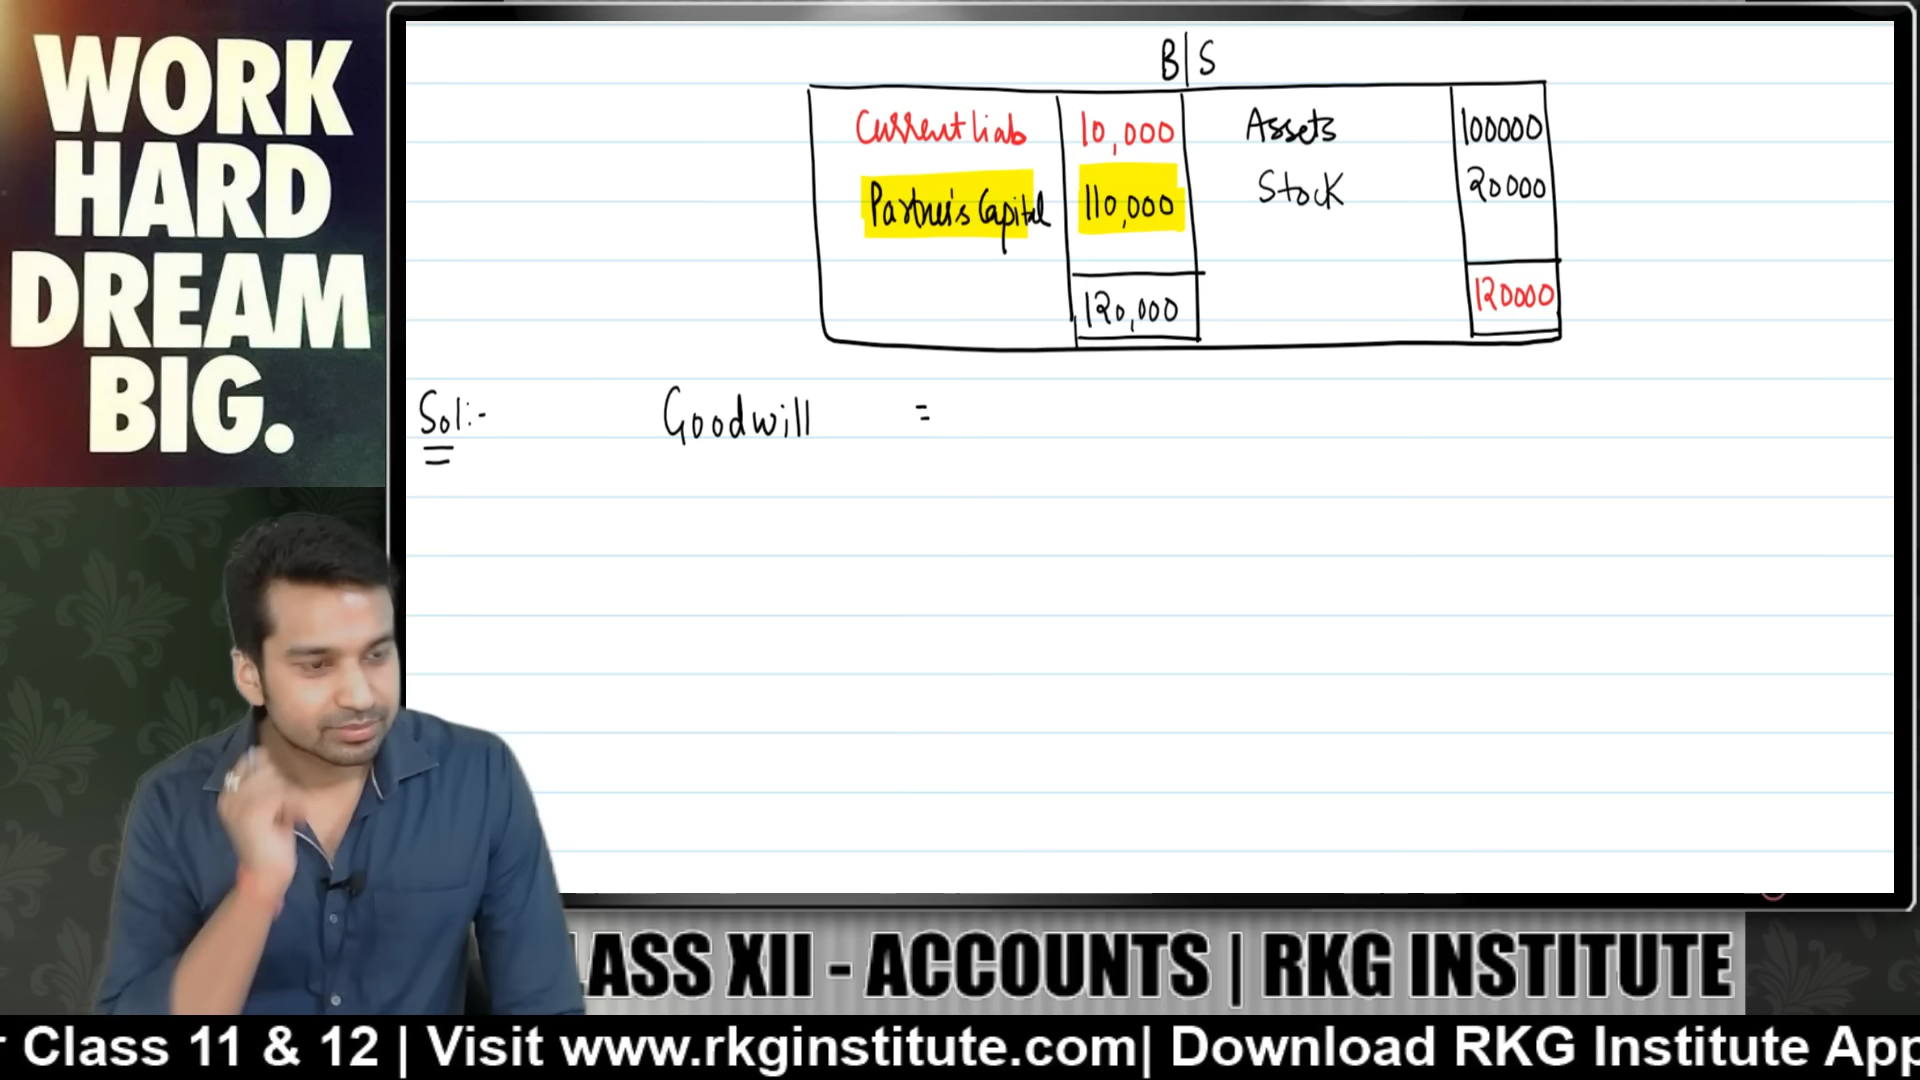 WORK
HARD
DREAM
BIG.
B|S
Current liab 10,000 Assets 100000
Partner's Capital 110,000 Stock 20000
120,000 120000
Sol:- Goodwill =
LASS XII - ACCOUNTS | RKG INSTITUTE
r Class 11 & 12 | Visit www.rkginstitute.com| Download RKG Institute App